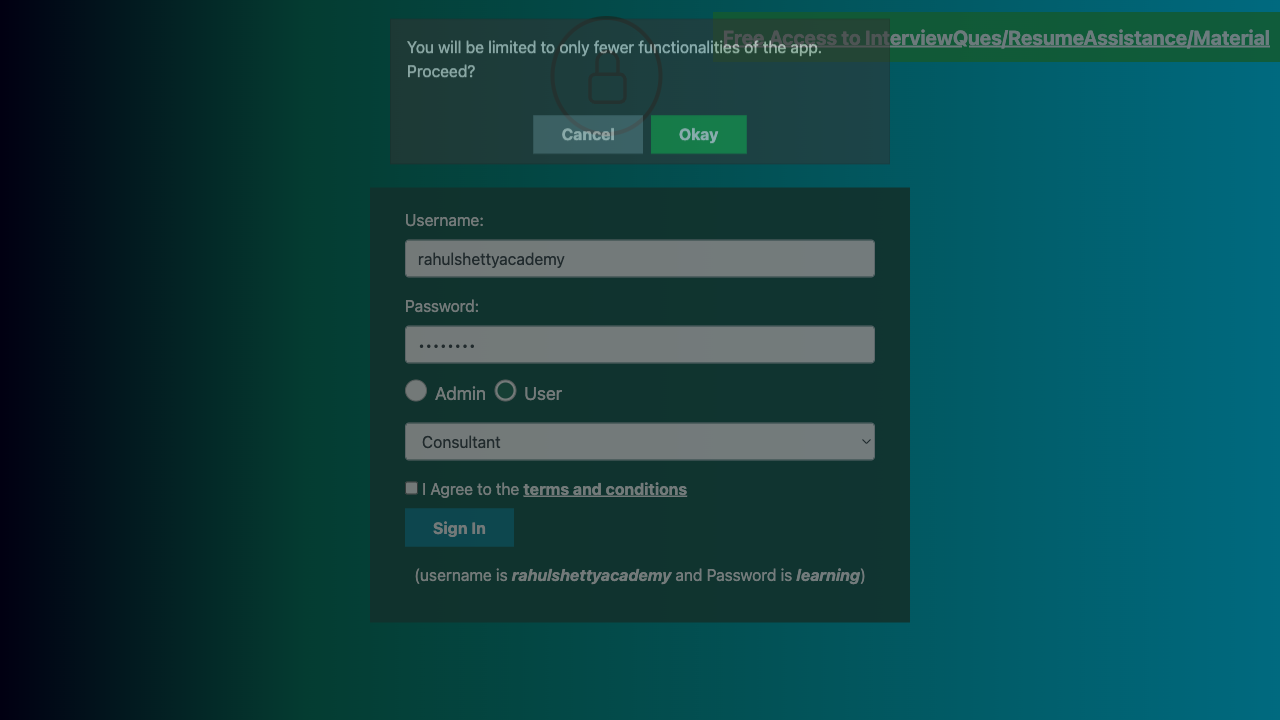 Free Access to InterviewQues/ResumeAssistance/Material
You will be limited to only fewer functionalities of the app.
Proceed?
Cancel
Okay
Username:
rahulshettyacademy
Password:
••••••••
Admin
User
Consultant
I Agree to the terms and conditions
Sign In
(username is rahulshettyacademy and Password is learning)